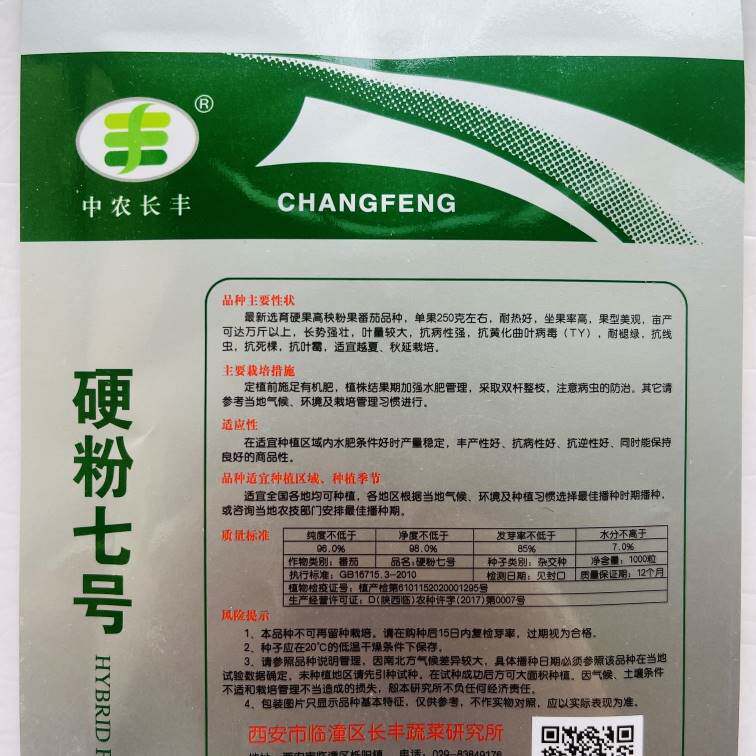 ®
中农长丰
CHANGFENG
硬粉七号
品种主要性状
最新选育硬果高秧粉果番茄品种，单果250克左右，耐热好，坐果率高，果型美观，亩产
可达万斤以上，长势强壮，叶量较大，抗病性强，抗黄化曲叶病毒（TY），耐褪绿，抗线
虫，抗死棵，抗叶霉，适宜越夏、秋延栽培。
主要栽培措施
定植前施足有机肥，植株结果期加强水肥管理，采取双杆整枝，注意病虫的防治。其它请
参考当地气候、环境及栽培管理习惯进行。
适应性
在适宜种植区域内水肥条件好时产量稳定，丰产性好、抗病性好、抗逆性好、同时能保持
良好的商品性。
品种适宜种植区域、种植季节
适宜全国各地均可种植，各地区根据当地气候、环境及种植习惯选择最佳播种时期播种，
或咨询当地农技部门安排最佳播种期。
质量标准 纯度不低于 净度不低于 发芽率不低于 水分不高于
96.0% 98.0% 85% 7.0%
作物类别：番茄 品名：硬粉七号 种子类别：杂交种 净含量：1000粒
执行标准：GB16715.3-2010 检测日期：见封口 质量保证期：12个月
植物检疫证号：植产检第6101152020001295号
生产经营许可证：D(陕西临)农种许字(2017)第0007号
风险提示
1、本品种不可再留种栽培。请在购种后15日内复检芽率，过期视为合格。
2、种子应在20℃的低温干燥条件下保存。
3、请参照品种说明管理，因南北方气候差异较大，具体播种日期必须参照该品种在当地
试验数据确定，未种植地区请先引种试种，在试种成功后方可大面积种植。因气候、土壤条件
不适和栽培管理不当造成的损失，恕本研究所不负任何经济责任。
4、包装图片只显示品种基本特征，仅供参考，不作实物对照，应以实际表现为准。
西安市临潼区长丰蔬菜研究所
电话：029-83849176
HYBRID